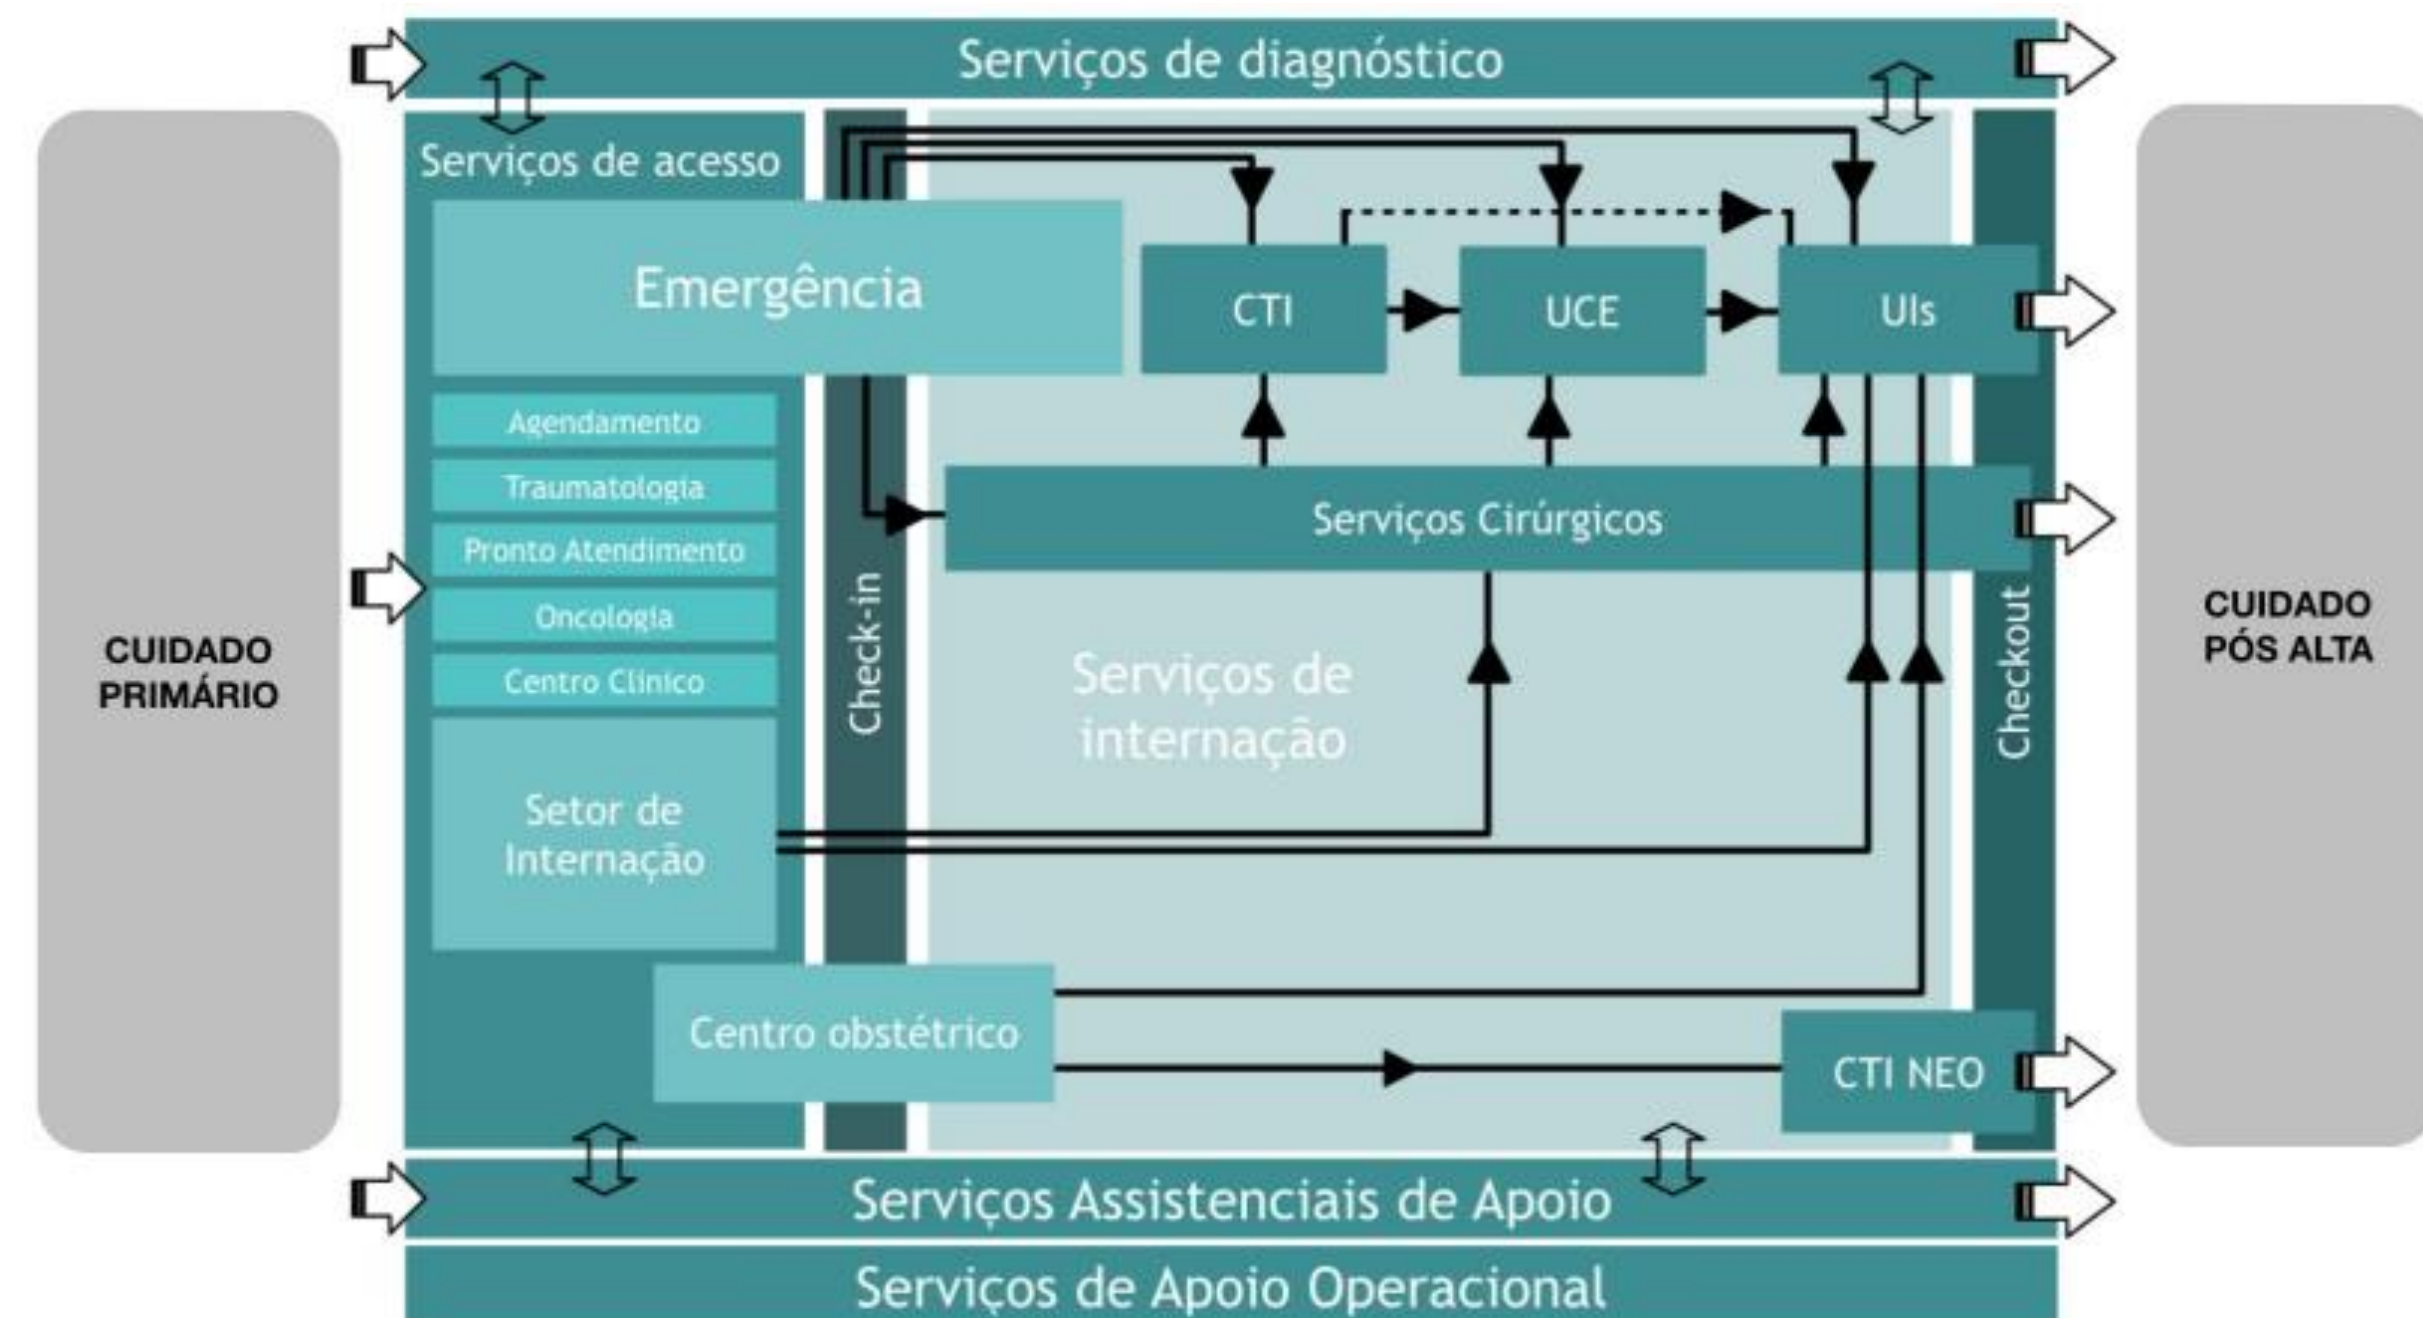 Serviços de diagnóstico
Serviços de acesso
Emergência
CTI
UCE
UIs
Agendamento
Traumatologia
Pronto Atendimento
Oncologia
Centro Clínico
Serviços Cirúrgicos
CUIDADO
PRIMÁRIO
Check-in
Serviços de
internação
Checkout
CUIDADO
PÓS ALTA
Setor de
Internação
Centro obstétrico
CTI NEO
Serviços Assistenciais de Apoio
Serviços de Apoio Operacional